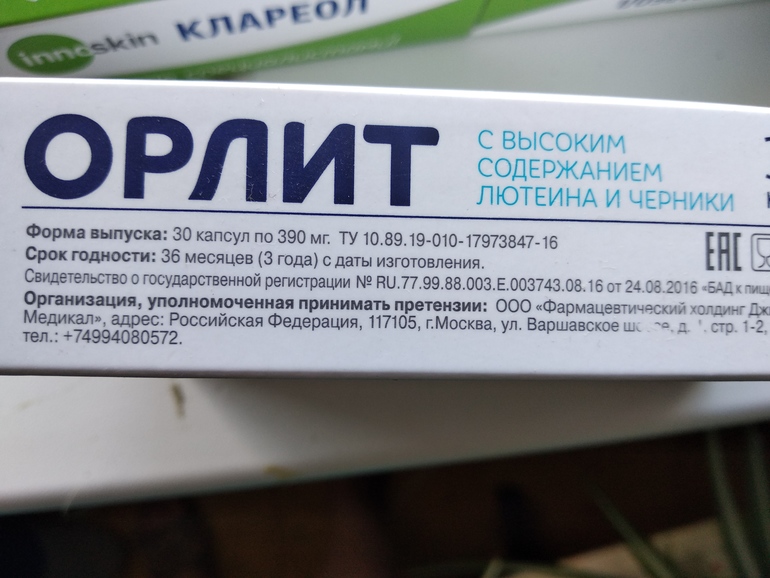 innoskin КЛАРЕОЛ
ОРЛИТ
С ВЫСОКИМ
СОДЕРЖАНИЕМ
ЛЮТЕИНА И ЧЕРНИКИ
Форма выпуска: 30 капсул по 390 мг. ТУ 10.89.19-010-17973847-16
Срок годности: 36 месяцев (3 года) с даты изготовления.
EAC
Свидетельство о государственной регистрации № RU.77.99.88.003.Е.003743.08.16 от 24.08.2016 «БАД к
Организация, уполномоченная принимать претензии: ООО «Фармацевтический холдинг
Медикал», адрес: Российская Федерация, 117105, г.Москва, ул. Варшавское д. стр. 1-2,
тел.: +74994080572.